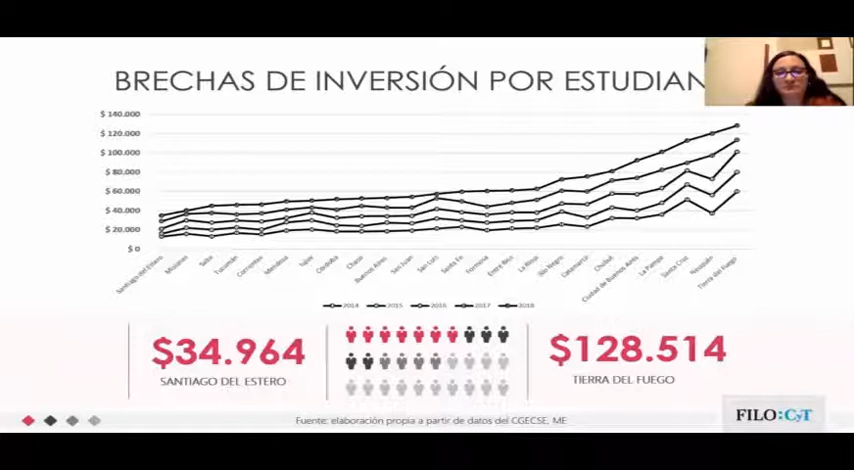 BRECHAS DE INVERSIÓN POR ESTUDIAN
$ 140.000
$ 120.000
$ 100.000
$ 80.000
$ 60.000
$ 40.000
$ 20.000
$ 0
Santiago del Estero
Misiones
Salta
Tucumán
Corrientes
Mendoza
Jujuy
Córdoba
Chaco
Buenos Aires
San Juan
San Luis
Santa Fe
Formosa
Entre Ríos
La Rioja
Río Negro
Catamarca
Chubut
Ciudad de Buenos Aires
La Pampa
Santa Cruz
Neuquén
Tierra del Fuego
2014 2015 2016 2017 2018
$34.964
SANTIAGO DEL ESTERO
$128.514
TIERRA DEL FUEGO
Fuente: elaboración propia a partir de datos del CGECSE, ME
FILO:CyT